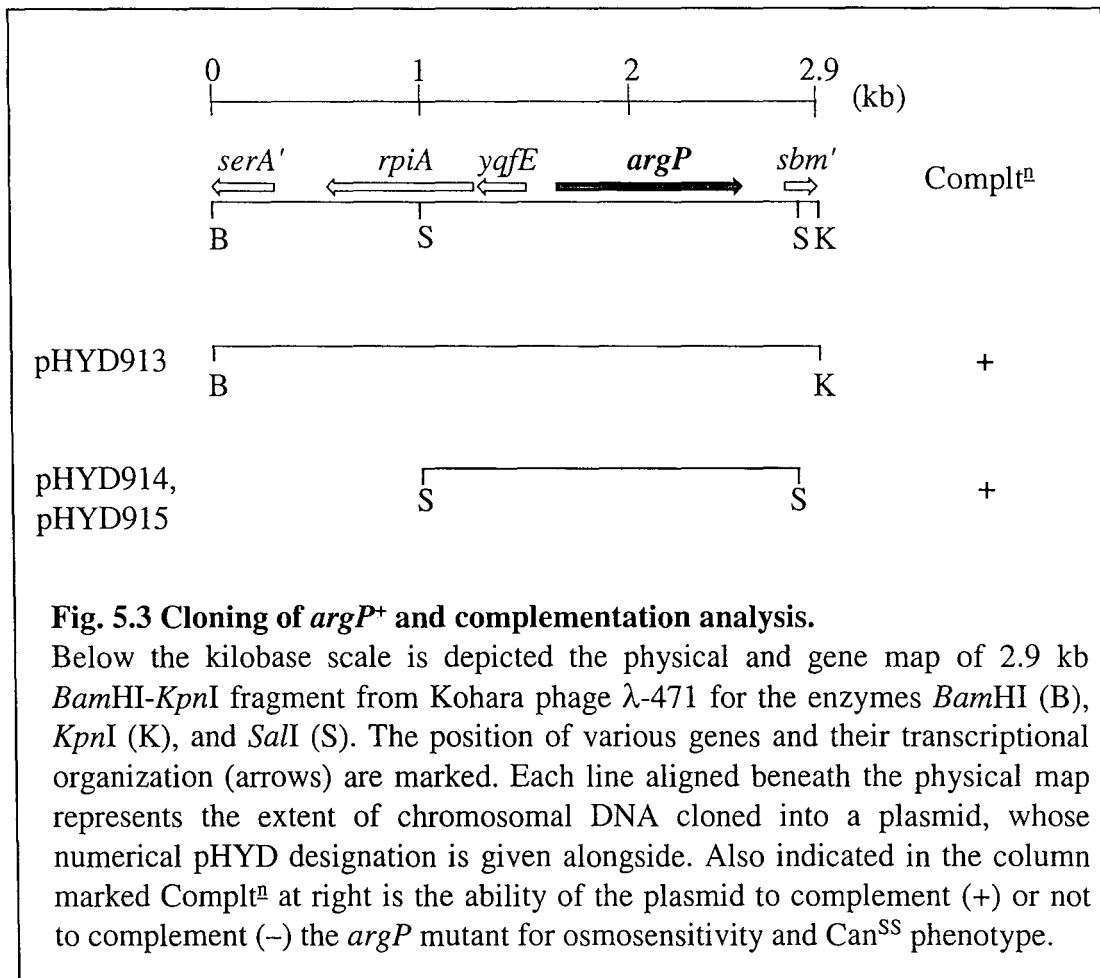 0 1 2 2.9
(kb)
serA' rpiA yqfE argP sbm'
Compltⁿ
B S S K
pHYD913
B K
+
pHYD914,
pHYD915
S S
+
Fig. 5.3 Cloning of argP⁺ and complementation analysis.
Below the kilobase scale is depicted the physical and gene map of 2.9 kb
BamHI-KpnI fragment from Kohara phage λ-471 for the enzymes BamHI (B),
KpnI (K), and SalI (S). The position of various genes and their transcriptional
organization (arrows) are marked. Each line aligned beneath the physical map
represents the extent of chromosomal DNA cloned into a plasmid, whose
numerical pHYD designation is given alongside. Also indicated in the column
marked Compltⁿ at right is the ability of the plasmid to complement (+) or not
to complement (–) the argP mutant for osmosensitivity and Can^SS phenotype.